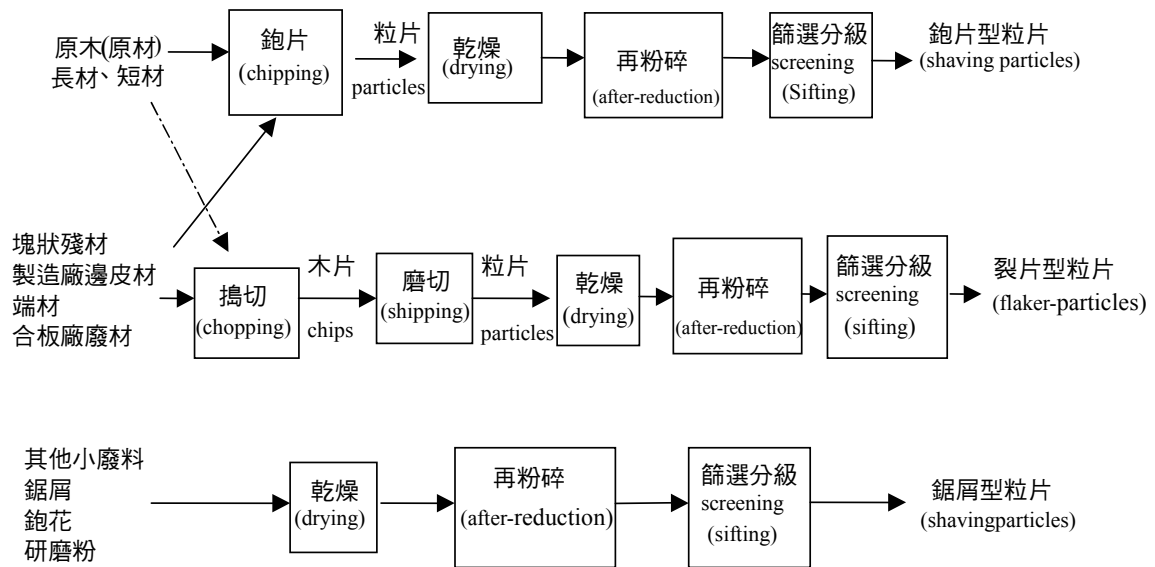 原木(原材)
長材、短材
鉋片
(chipping)
粒片
particles
乾燥
(drying)
再粉碎
(after-reduction)
篩選分級
screening
(Sifting)
鉋片型粒片
(shaving particles)
塊狀殘材
製造廠邊皮材
端材
合板廠廢材
搗切
(chopping)
木片
chips
磨切
(shipping)
粒片
particles
乾燥
(drying)
再粉碎
(after-reduction)
篩選分級
screening
(sifting)
裂片型粒片
(flaker-particles)
其他小廢料
鋸屑
鉋花
研磨粉
乾燥
(drying)
再粉碎
(after-reduction)
篩選分級
screening
(sifting)
鋸屑型粒片
(shavingparticles)